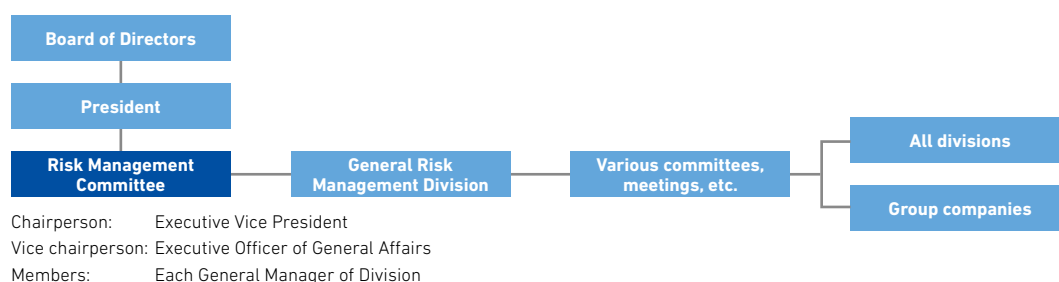 Board of Directors
President
Risk Management
Committee
General Risk
Management Division
Various committees,
meetings, etc.
All divisions
Group companies
Chairperson: Executive Vice President
Vice chairperson: Executive Officer of General Affairs
Members: Each General Manager of Division